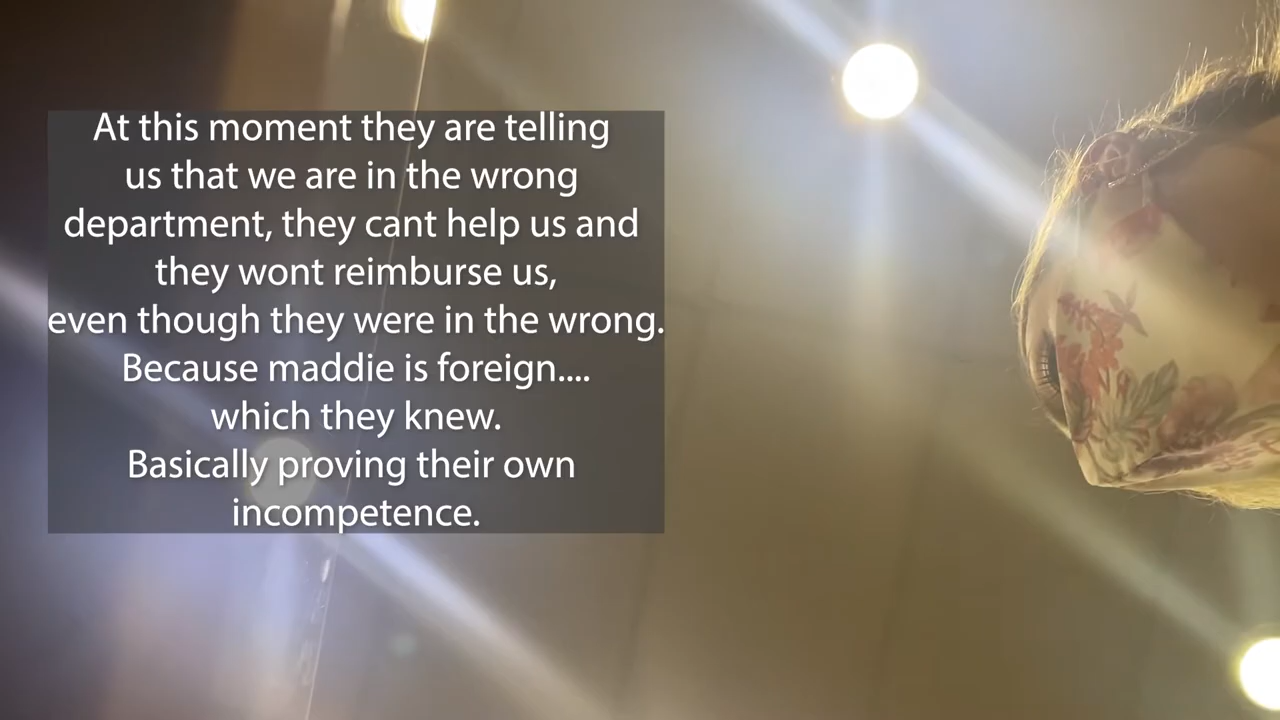 At this moment they are telling
us that we are in the wrong
department, they cant help us and
they wont reimburse us,
even though they were in the wrong.
Because maddie is foreign....
which they knew.
Basically proving their own
incompetence.